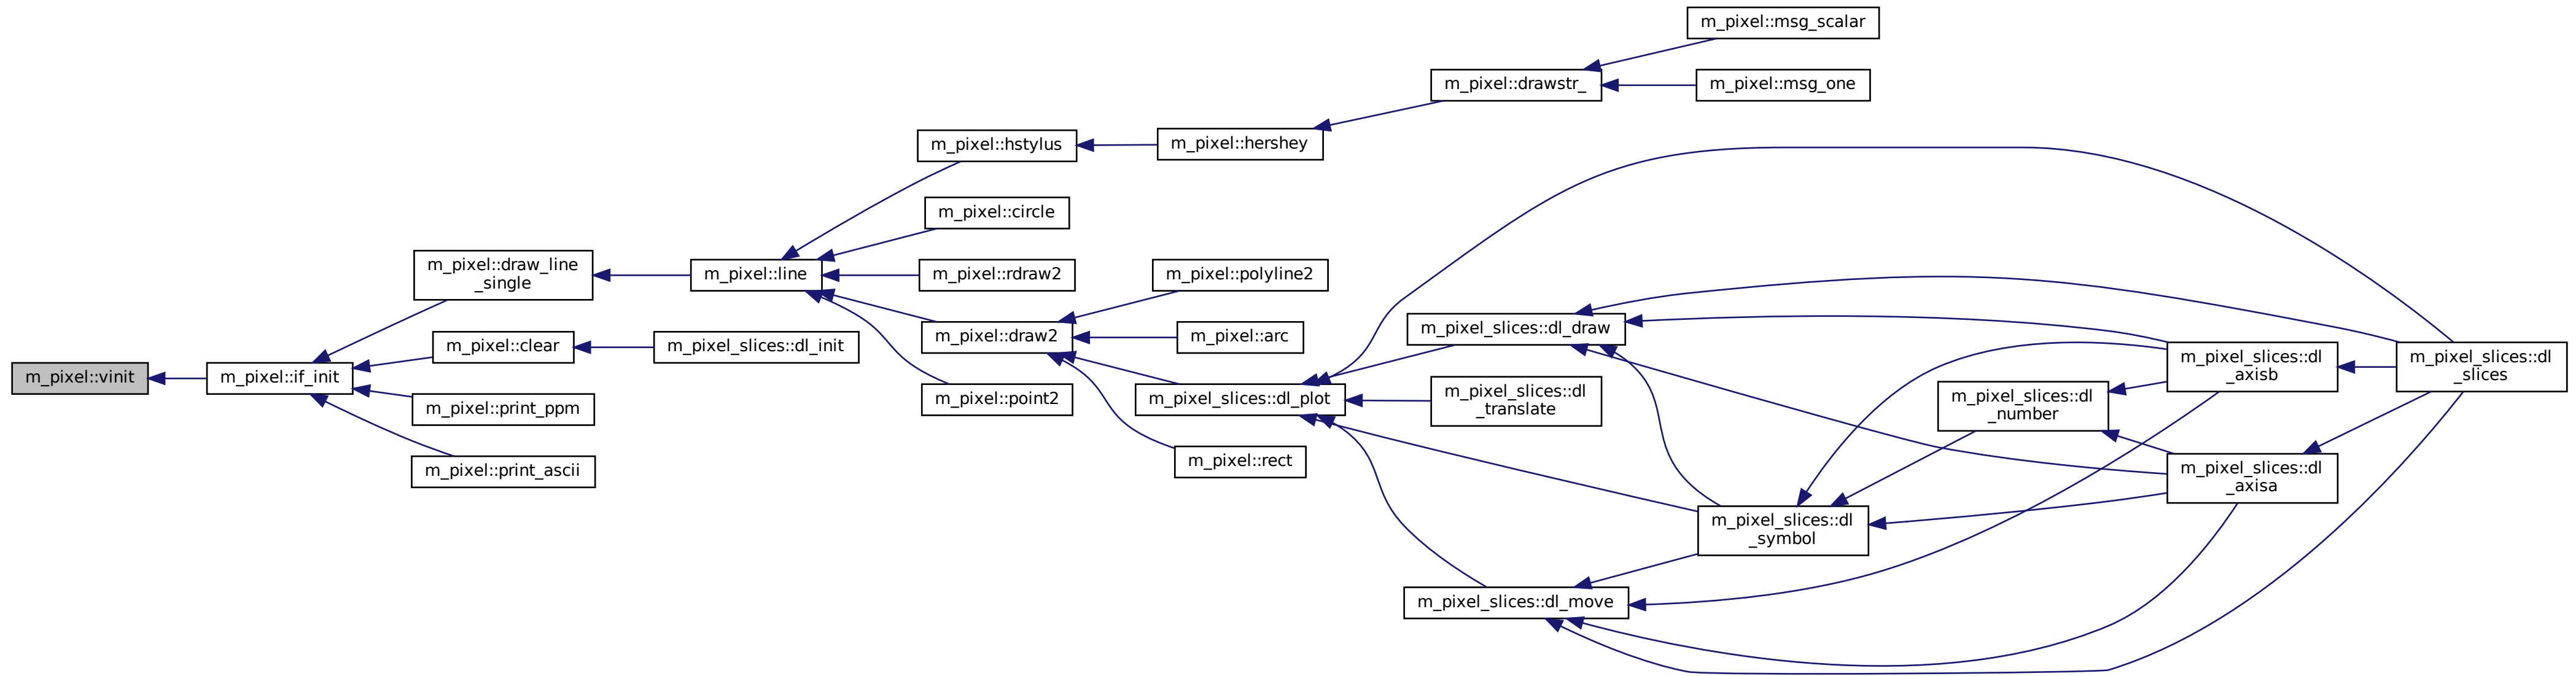 m_pixel::msg_scalar
m_pixel::drawstr_
m_pixel::msg_one
m_pixel::hstylus
m_pixel::hershey
m_pixel::circle
m_pixel::draw_line
_single
m_pixel::line
m_pixel::rdraw2
m_pixel::polyline2
m_pixel::draw2
m_pixel::arc
m_pixel_slices::dl_draw
m_pixel::clear
m_pixel_slices::dl_init
m_pixel::vinit
m_pixel::if_init
m_pixel::print_ppm
m_pixel::print_ascii
m_pixel::point2
m_pixel_slices::dl_plot
m_pixel_slices::dl
_translate
m_pixel::rect
m_pixel_slices::dl
_axisb
m_pixel_slices::dl
_slices
m_pixel_slices::dl
_number
m_pixel_slices::dl
_axisa
m_pixel_slices::dl
_symbol
m_pixel_slices::dl_move